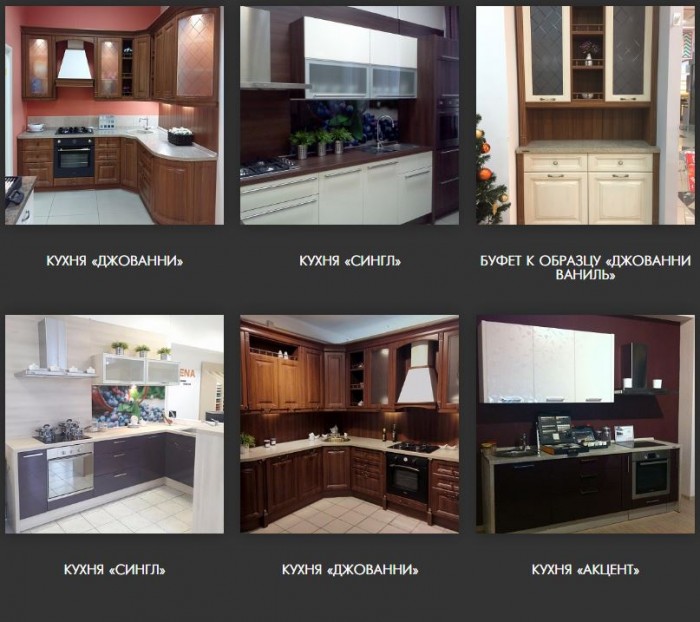 КУХНЯ «ДЖОВАННИ»
КУХНЯ «СИНГЛ»
БУФЕТ К ОБРАЗЦУ «ДЖОВАННИ
ВАНИЛЬ»
ENA
КУХНЯ «СИНГЛ»
КУХНЯ «ДЖОВАННИ»
КУХНЯ «АКЦЕНТ»